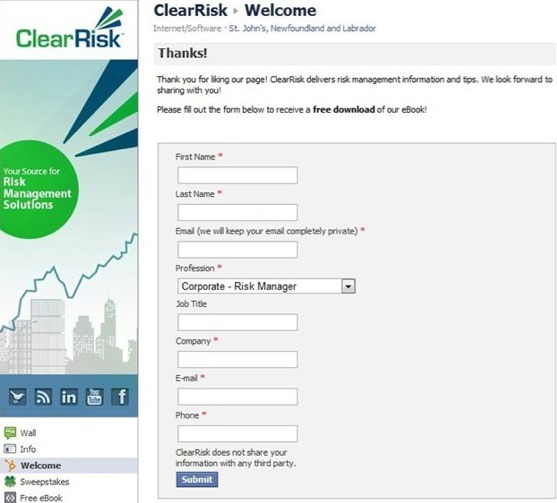 ClearRisk
Your Source for
Risk
Management
Solutions
You Tube
Wall
Info
Welcome
Sweepstakes
Free eBook
ClearRisk ▸ Welcome
Internet/Software · St. John's, Newfoundland and Labrador
Thanks!
Thank you for liking our page! ClearRisk delivers risk management information and tips. We look forward to
sharing with you!
Please fill out the form below to receive a free download of our eBook!
First Name *
Last Name *
Email (we will keep your email completely private) *
Profession *
Corporate - Risk Manager
Job Title
Company *
E-mail *
Phone *
ClearRisk does not share your
information with any third party.
Submit